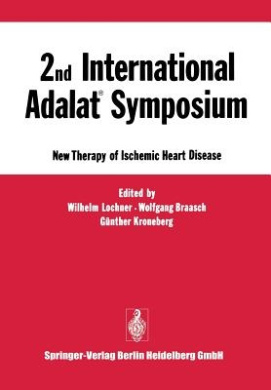 2nd International
Adalat® Symposium
New Therapy of Ischemic Heart Disease
Edited by
Wilhelm Lochner · Wolfgang Braasch
Günther Kroneberg
Springer-Verlag Berlin Heidelberg GmbH